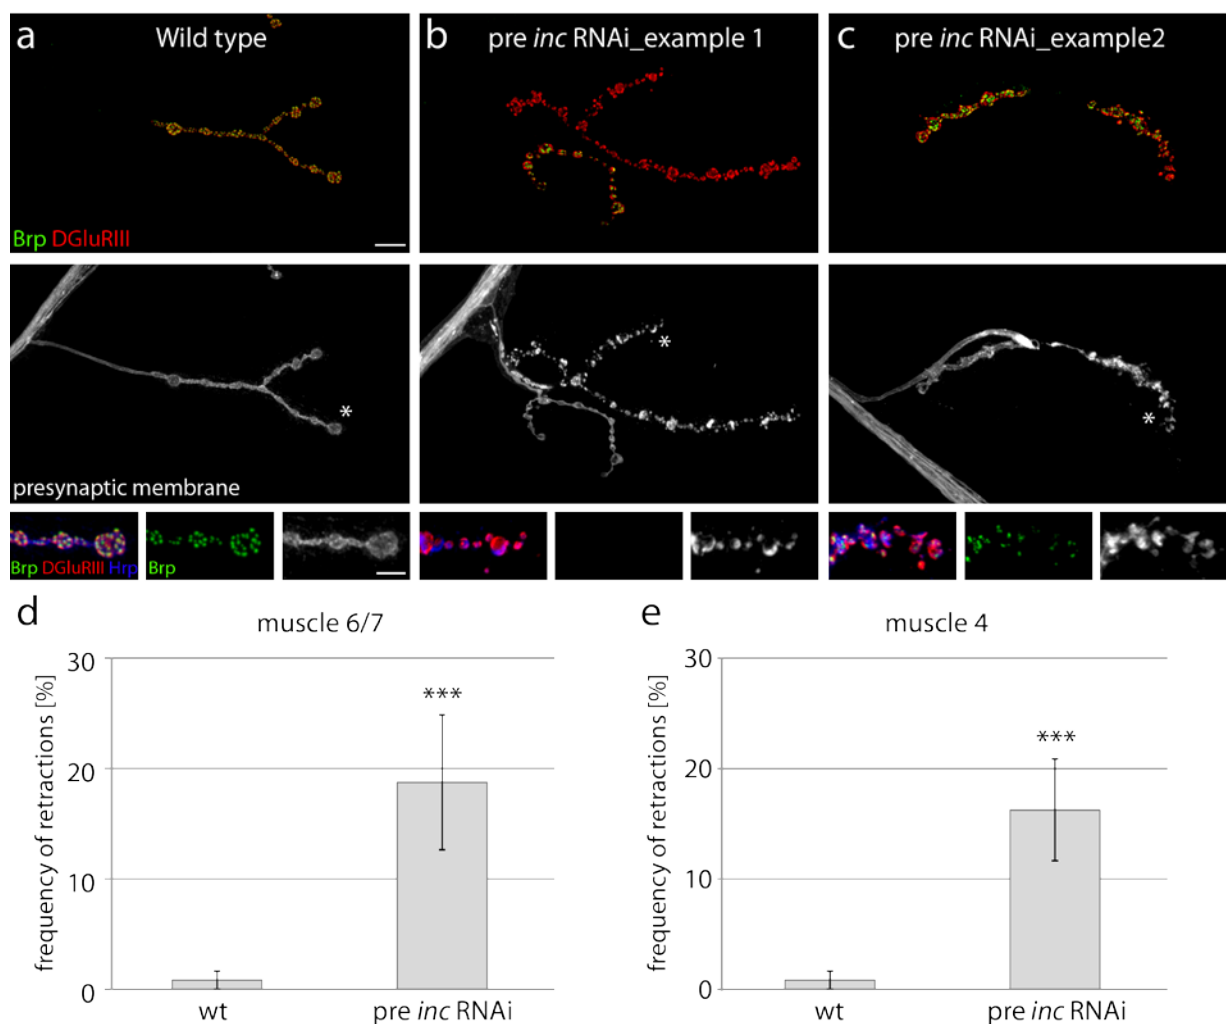 a Wild type
b pre inc RNAi_example 1
c pre inc RNAi_example2
Brp DGluRIII
*
*
*
presynaptic membrane
Brp DGluRIII Hrp
Brp
d muscle 6/7
frequency of retractions [%]
30
20
10
0
***
wt
pre inc RNAi
e muscle 4
frequency of retractions [%]
30
20
10
0
***
wt
pre inc RNAi